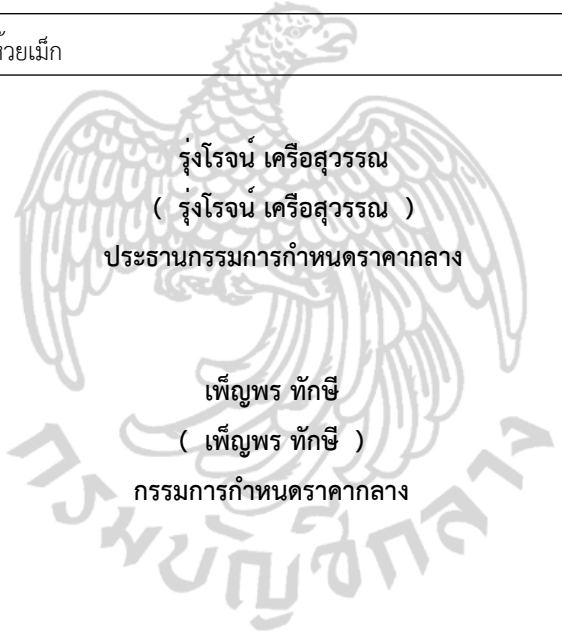 ห้วยเม็ก
รุ่งโรจน์ เครือสุวรรณ
( รุ่งโรจน์ เครือสุวรรณ )
ประธานกรรมการกำหนดราคากลาง
เพ็ญพร ทักษี
( เพ็ญพร ทักษี )
กรรมการกำหนดราคากลาง
กรมบัญชีกลาง